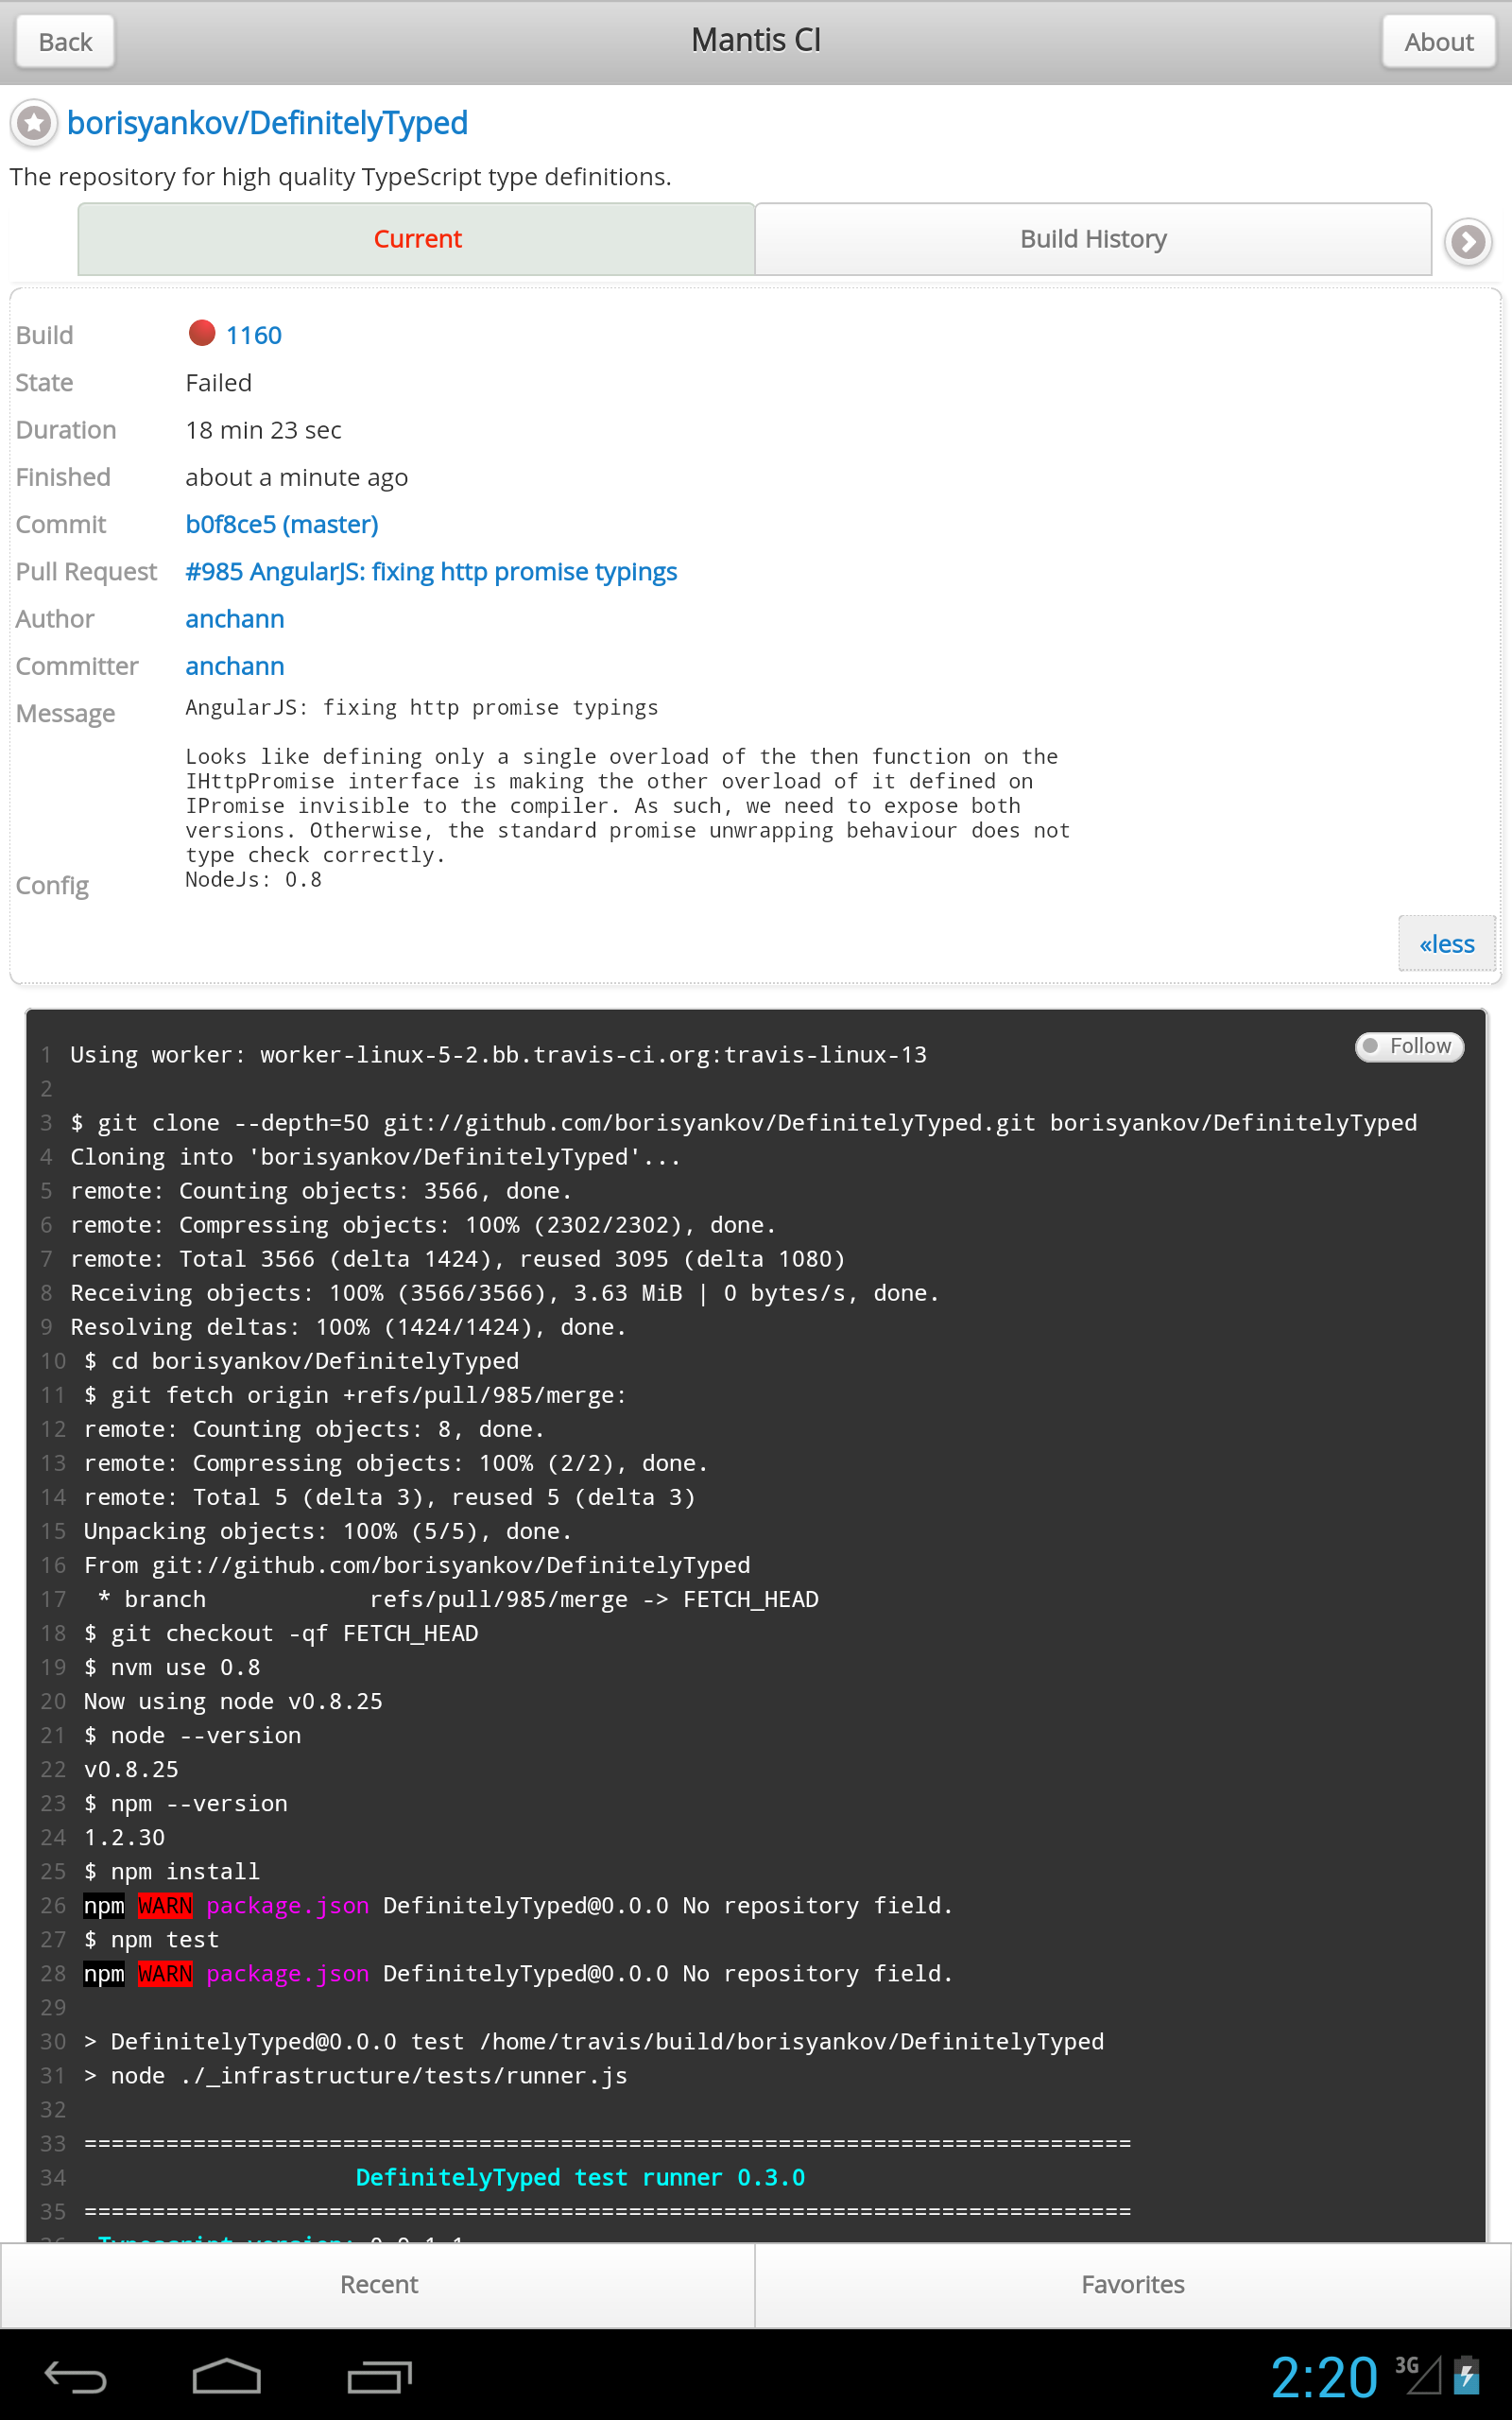 Back
Mantis CI
About
borisyankov/DefinitelyTyped
The repository for high quality TypeScript type definitions.
Current
Build History
Build 1160
State Failed
Duration 18 min 23 sec
Finished about a minute ago
Commit b0f8ce5 (master)
Pull Request #985 AngularJS: fixing http promise typings
Author anchann
Committer anchann
Message AngularJS: fixing http promise typings
Looks like defining only a single overload of the then function on the
IHttpPromise interface is making the other overload of it defined on
IPromise invisible to the compiler. As such, we need to expose both
versions. Otherwise, the standard promise unwrapping behaviour does not
type check correctly.
Config NodeJs: 0.8
«less
Follow
1 Using worker: worker-linux-5-2.bb.travis-ci.org:travis-linux-13
2
3 $ git clone --depth=50 git://github.com/borisyankov/DefinitelyTyped.git borisyankov/DefinitelyTyped
4 Cloning into 'borisyankov/DefinitelyTyped'...
5 remote: Counting objects: 3566, done.
6 remote: Compressing objects: 100% (2302/2302), done.
7 remote: Total 3566 (delta 1424), reused 3095 (delta 1080)
8 Receiving objects: 100% (3566/3566), 3.63 MiB | 0 bytes/s, done.
9 Resolving deltas: 100% (1424/1424), done.
10 $ cd borisyankov/DefinitelyTyped
11 $ git fetch origin +refs/pull/985/merge:
12 remote: Counting objects: 8, done.
13 remote: Compressing objects: 100% (2/2), done.
14 remote: Total 5 (delta 3), reused 5 (delta 3)
15 Unpacking objects: 100% (5/5), done.
16 From git://github.com/borisyankov/DefinitelyTyped
17 * branch refs/pull/985/merge -> FETCH_HEAD
18 $ git checkout -qf FETCH_HEAD
19 $ nvm use 0.8
20 Now using node v0.8.25
21 $ node --version
22 v0.8.25
23 $ npm --version
24 1.2.30
25 $ npm install
26 npm WARN package.json DefinitelyTyped@0.0.0 No repository field.
27 $ npm test
28 npm WARN package.json DefinitelyTyped@0.0.0 No repository field.
29
30 > DefinitelyTyped@0.0.0 test /home/travis/build/borisyankov/DefinitelyTyped
31 > node ./_infrastructure/tests/runner.js
32
33 =============================================================================
34 DefinitelyTyped test runner 0.3.0
35 =============================================================================
36 Typescript version: 0.9.1.1
Recent
Favorites
2:20
3G